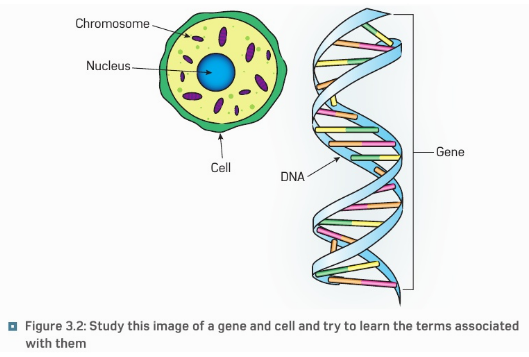 Chromosome
Nucleus
Cell
DNA
Gene
Figure 3.2: Study this image of a gene and cell and try to learn the terms associated
with them